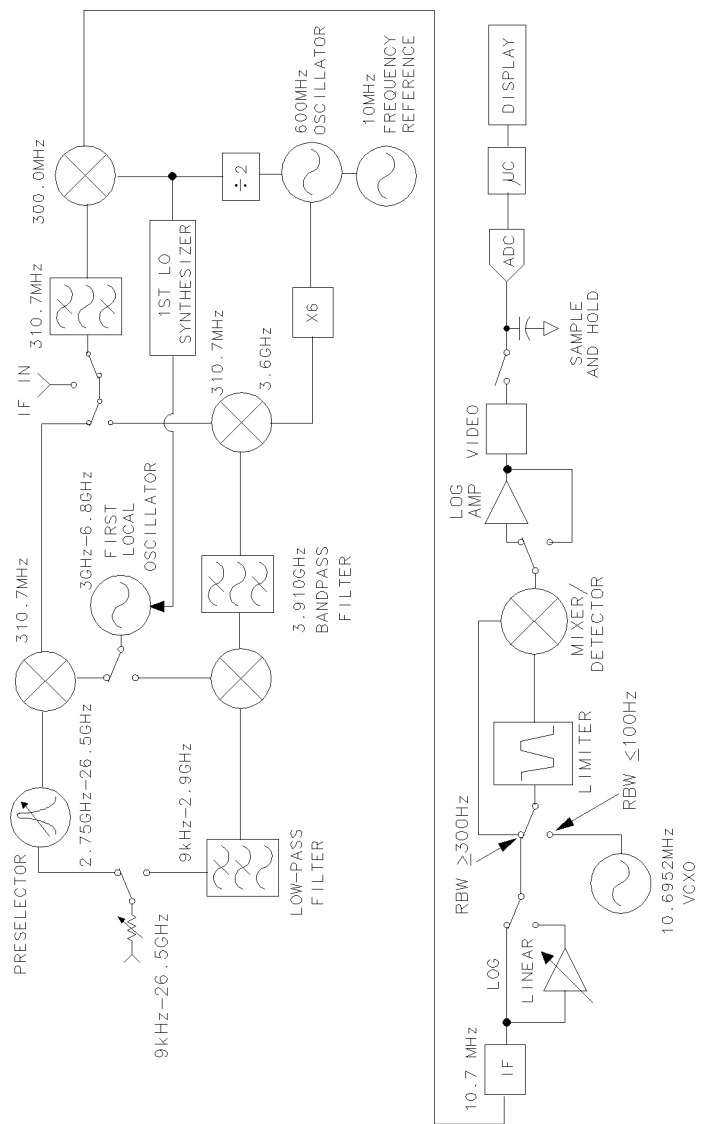 PRESELECTOR
2.75GHz-26.5GHz
9kHz-26.5GHz
9kHz-2.9GHz
LOW-PASS
FILTER
310.7MHz
3GHz-6.8GHz
FIRST
LOCAL
OSCILLATOR
3.910GHz
BANDPASS
FILTER
IF IN
310.7MHz
300.0MHz
1ST LO
SYNTHESIZER
310.7MHz
3.6GHz
÷2
X6
600MHz
OSCILLATOR
10MHz
FREQUENCY
REFERENCE
10.7 MHz
IF
LOG
LINEAR
RBW ≥300Hz
RBW ≤100Hz
10.6952MHz
VCXO
LIMITER
MIXER/
DETECTOR
LOG
AMP
VIDEO
SAMPLE
AND HOLD
ADC
µC
DISPLAY